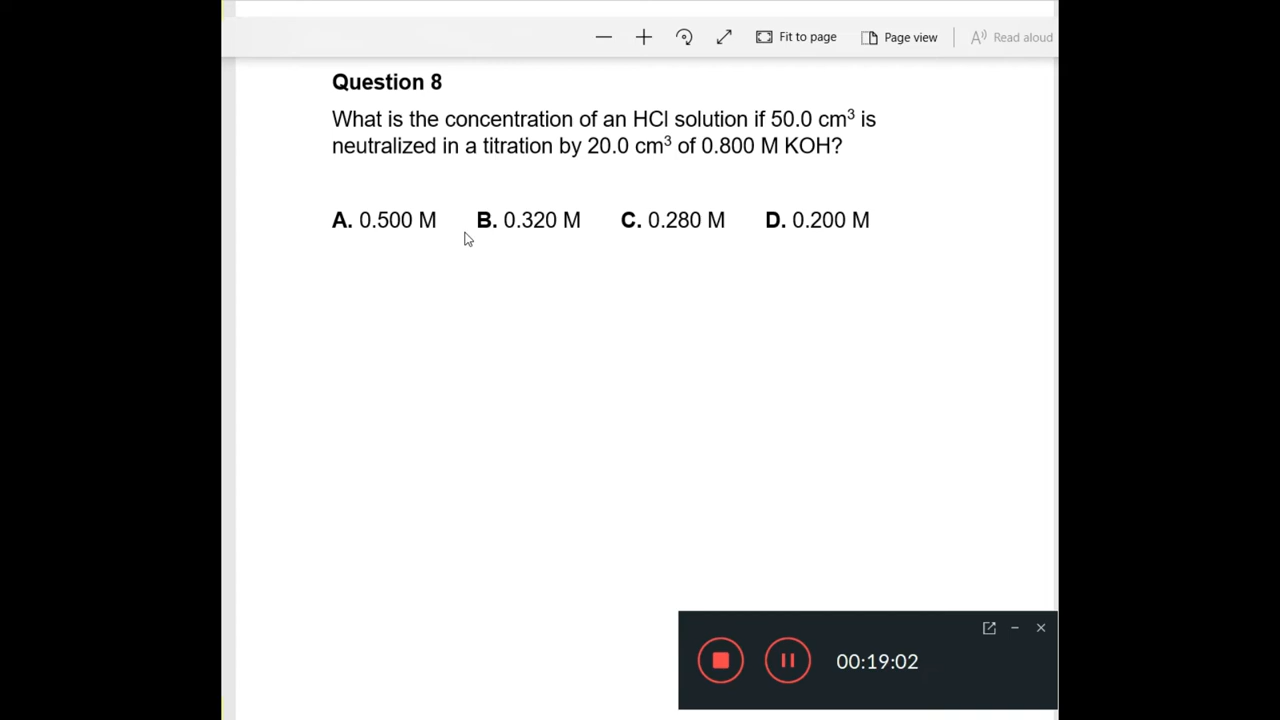 Fit to page Page view Read aloud
Question 8
What is the concentration of an HCl solution if 50.0 cm³ is
neutralized in a titration by 20.0 cm³ of 0.800 M KOH?
A. 0.500 M B. 0.320 M C. 0.280 M D. 0.200 M
00:19:02